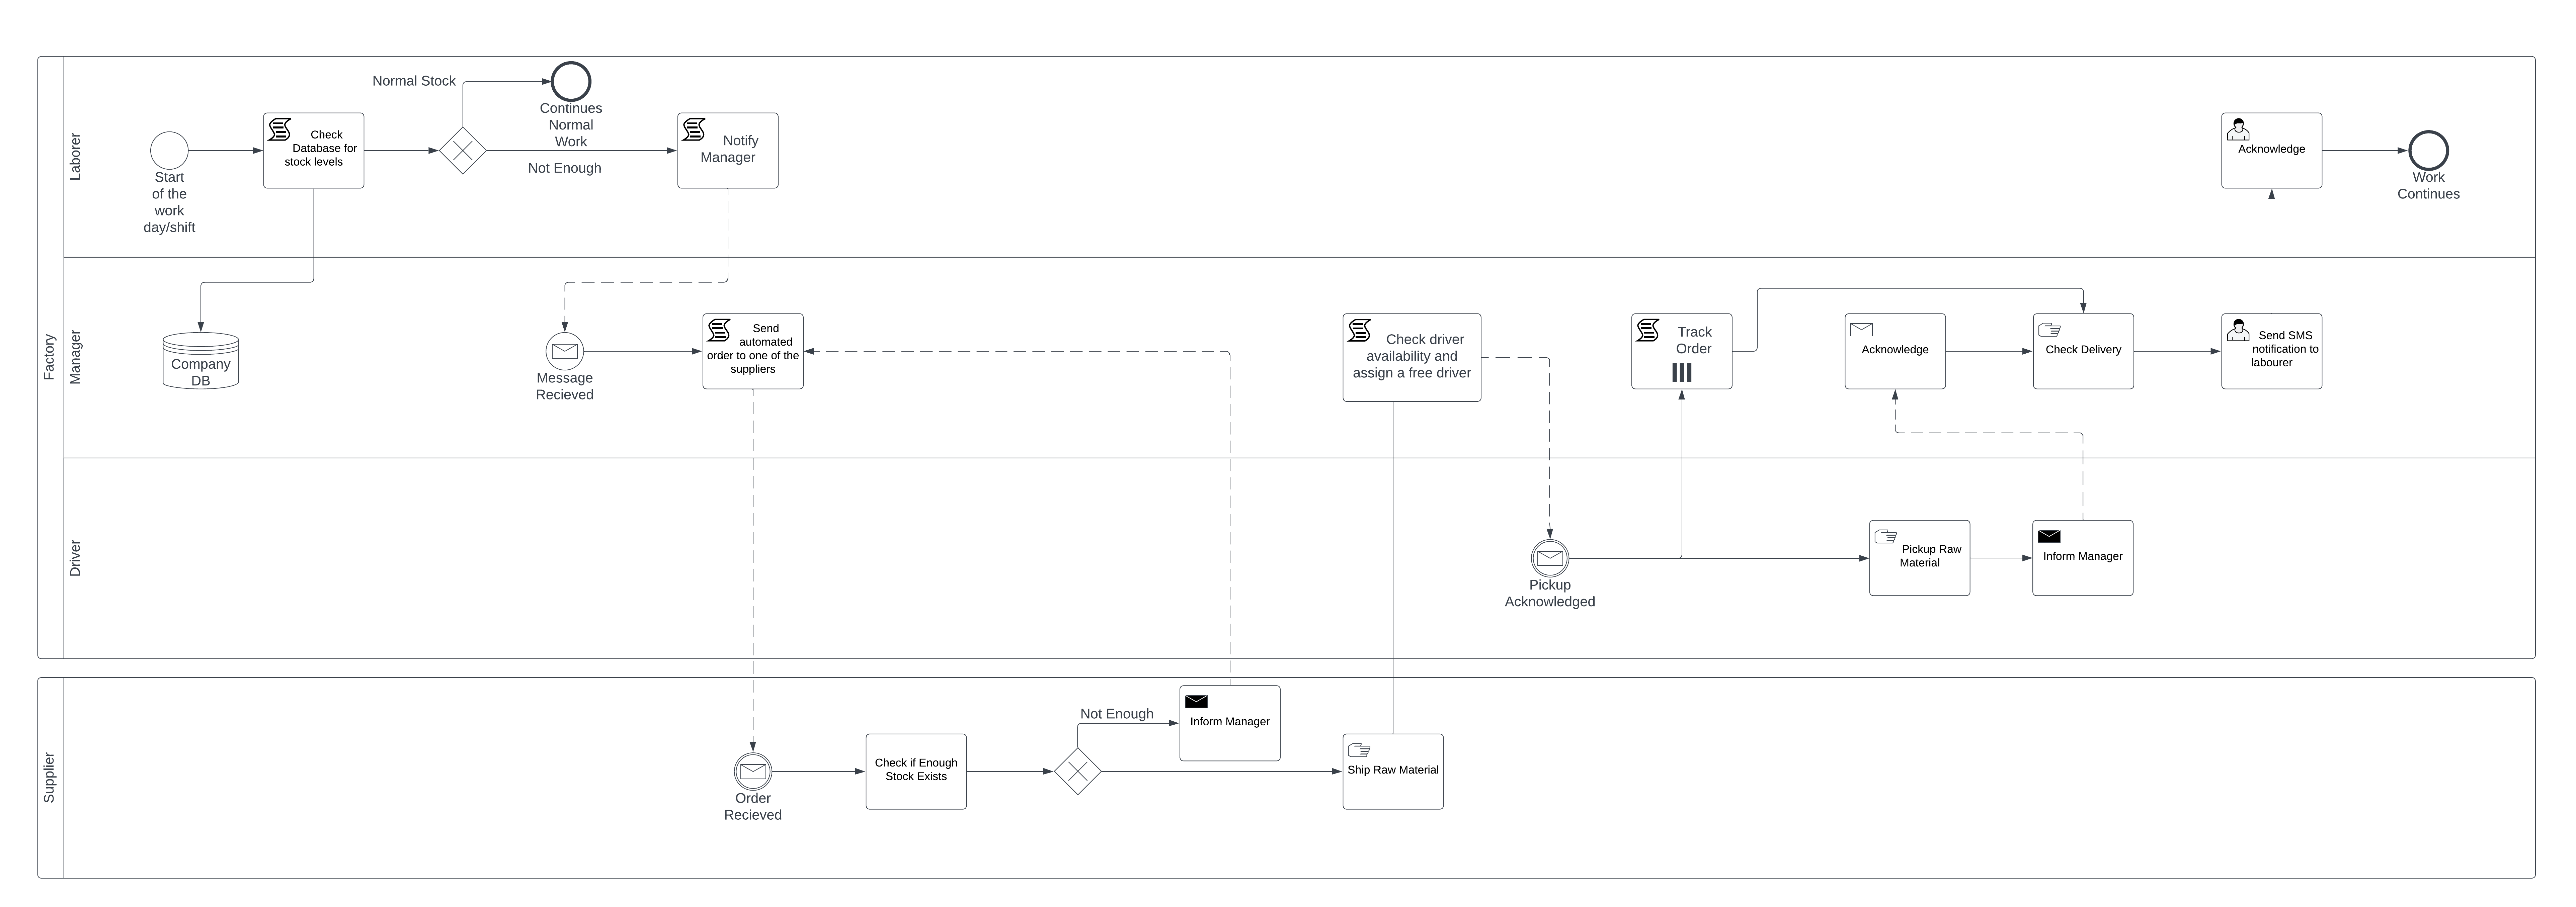 Factory
Laborer
Start
of the
work
day/shift
Check
Database for
stock levels
Normal Stock
Continues
Normal
Work
Not Enough
Notify
Manager
Acknowledge
Work
Continues
Manager
Company
DB
Message
Recieved
Send
automated
order to one of the
suppliers
Check driver
availability and
assign a free driver
Track
Order
Acknowledge
Check Delivery
Send SMS
notification to
labourer
Driver
Pickup
Acknowledged
Pickup Raw
Material
Inform Manager
Supplier
Order
Recieved
Check if Enough
Stock Exists
Not Enough
Inform Manager
Ship Raw Material